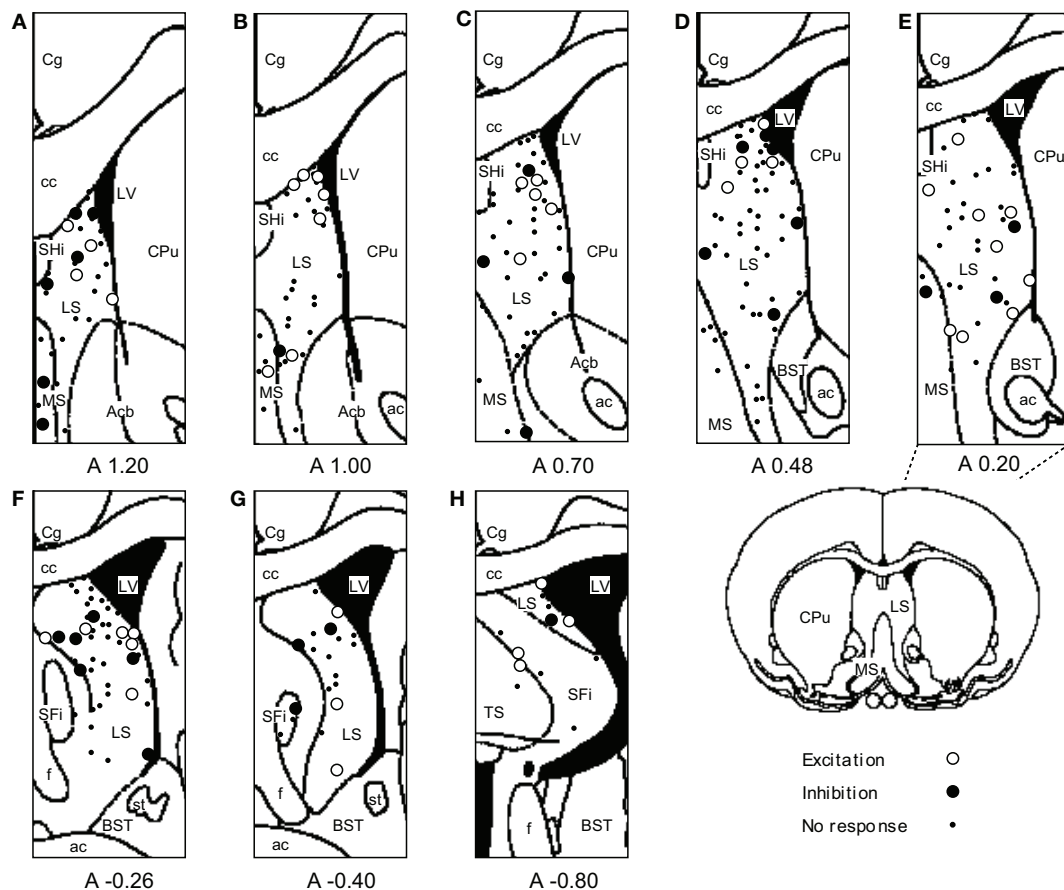 A
Cg
cc
LV
SHi
CPu
LS
MS
Acb
A 1.20
B
Cg
cc
LV
SHi
CPu
LS
MS
Acb
ac
A 1.00
C
Cg
cc
LV
SHi
CPu
LS
Acb
MS
ac
A 0.70
D
Cg
cc
LV
SHi
CPu
LS
BST
ac
MS
A 0.48
E
Cg
cc
LV
SHi
CPu
LS
BST
MS
ac
A 0.20
F
Cg
cc
LV
SFi
LS
f
st
BST
ac
A -0.26
G
Cg
cc
LV
SFi
LS
f
st
BST
ac
A -0.40
H
Cg
cc
LV
LS
SFi
TS
f
BST
A -0.80
CPu
LS
MS
Excitation
Inhibition
No response